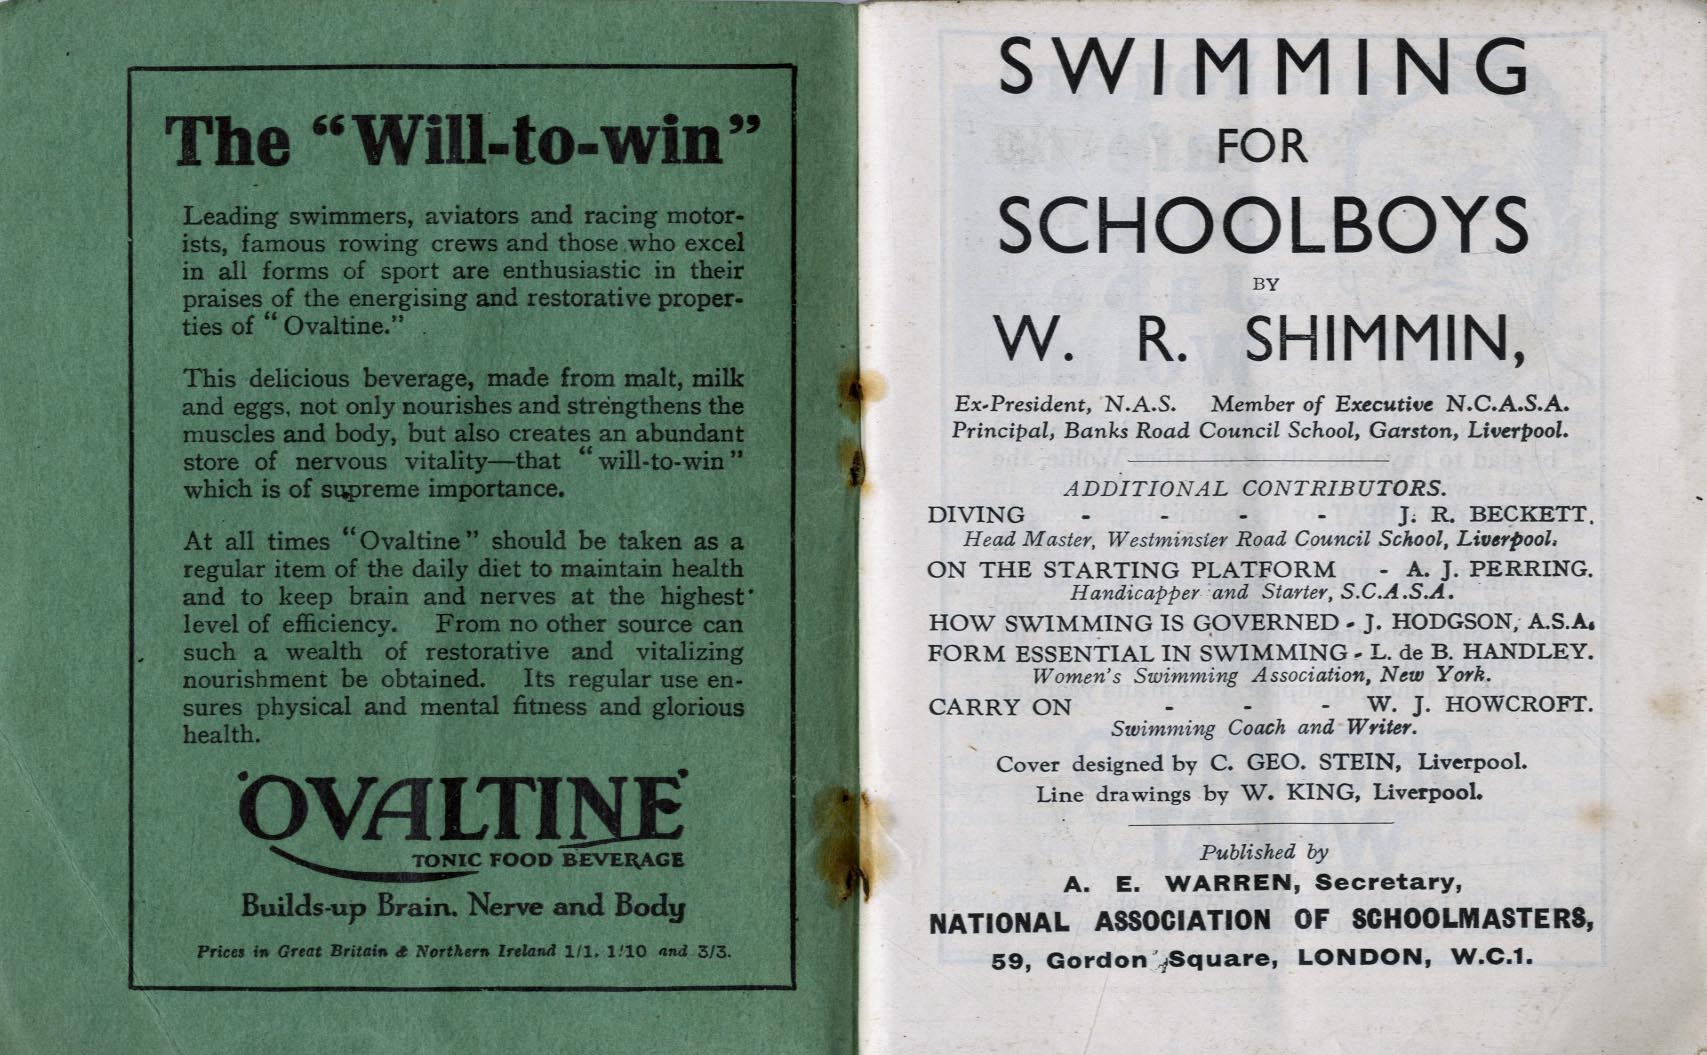 The "Will-to-win"
Leading swimmers, aviators and racing motor-
ists, famous rowing crews and those who excel
in all forms of sport are enthusiastic in their
praises of the energising and restorative proper-
ties of "Ovaltine."
This delicious beverage, made from malt, milk
and eggs, not only nourishes and strengthens the
muscles and body, but also creates an abundant
store of nervous vitality—that "will-to-win"
which is of supreme importance.
At all times "Ovaltine" should be taken as a
regular item of the daily diet to maintain health
and to keep brain and nerves at the highest
level of efficiency. From no other source can
such a wealth of restorative and vitalizing
nourishment be obtained. Its regular use en-
sures physical and mental fitness and glorious
health.
'OVALTINE'
TONIC FOOD BEVERAGE
Builds-up Brain, Nerve and Body
Prices in Great Britain & Northern Ireland 1/1, 1/10 and 3/3.
SWIMMING
FOR
SCHOOLBOYS
BY
W. R. SHIMMIN,
Ex-President, N.A.S. Member of Executive N.C.A.S.A.
Principal, Banks Road Council School, Garston, Liverpool.
ADDITIONAL CONTRIBUTORS.
DIVING - - - - J. R. BECKETT.
Head Master, Westminster Road Council School, Liverpool.
ON THE STARTING PLATFORM - A. J. PERRING.
Handicapper and Starter, S.C.A.S.A.
HOW SWIMMING IS GOVERNED - J. HODGSON, A.S.A.
FORM ESSENTIAL IN SWIMMING - L. de B. HANDLEY.
Women's Swimming Association, New York.
CARRY ON - - - W. J. HOWCROFT.
Swimming Coach and Writer.
Cover designed by C. GEO. STEIN, Liverpool.
Line drawings by W. KING, Liverpool.
Published by
A. E. WARREN, Secretary,
NATIONAL ASSOCIATION OF SCHOOLMASTERS,
59, Gordon Square, LONDON, W.C.1.